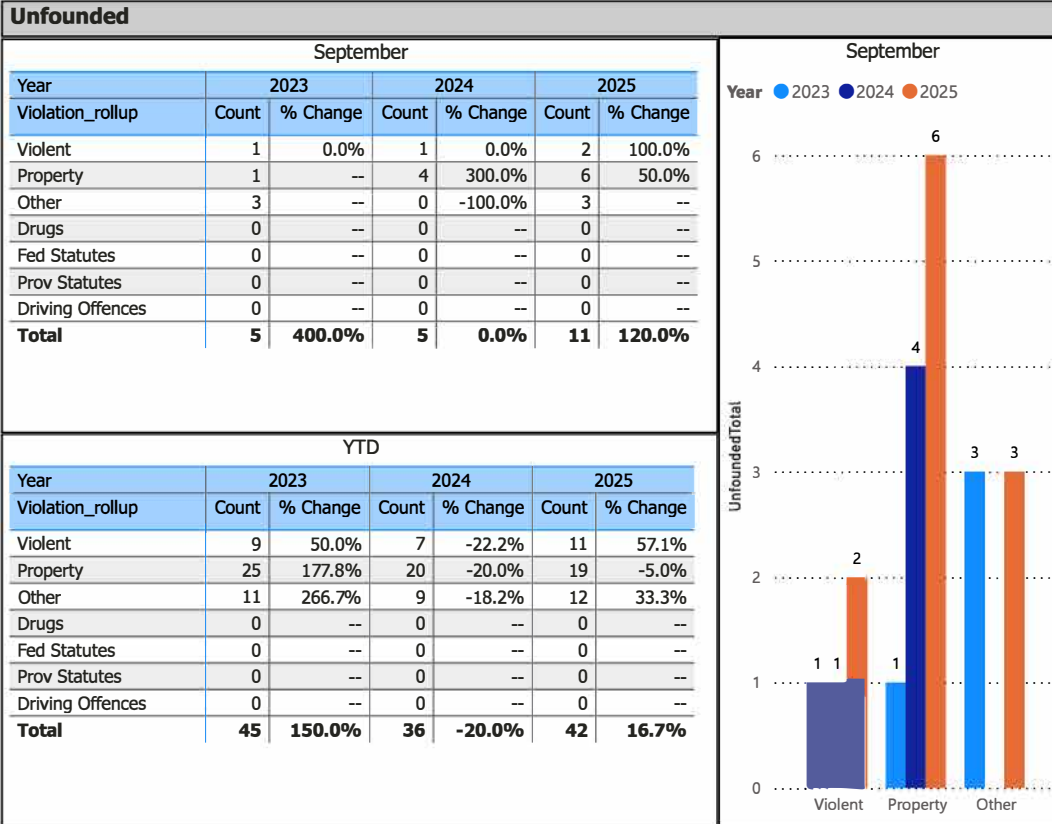 Unfounded
September
Year 2023 2024 2025
Violation_rollup Count % Change Count % Change Count % Change
Violent 1 0.0% 1 0.0% 2 100.0%
Property 1 -- 4 300.0% 6 50.0%
Other 3 -- 0 -100.0% 3 --
Drugs 0 -- 0 -- 0 --
Fed Statutes 0 -- 0 -- 0 --
Prov Statutes 0 -- 0 -- 0 --
Driving Offences 0 -- 0 -- 0 --
Total 5 400.0% 5 0.0% 11 120.0%
YTD
Year 2023 2024 2025
Violation_rollup Count % Change Count % Change Count % Change
Violent 9 50.0% 7 -22.2% 11 57.1%
Property 25 177.8% 20 -20.0% 19 -5.0%
Other 11 266.7% 9 -18.2% 12 33.3%
Drugs 0 -- 0 -- 0 --
Fed Statutes 0 -- 0 -- 0 --
Prov Statutes 0 -- 0 -- 0 --
Driving Offences 0 -- 0 -- 0 --
Total 45 150.0% 36 -20.0% 42 16.7%
September
Year 2023 2024 2025
UnfoundedTotal
6
5
4
3
2
1
0
1 1 2
1 4 6
3 3
Violent Property Other